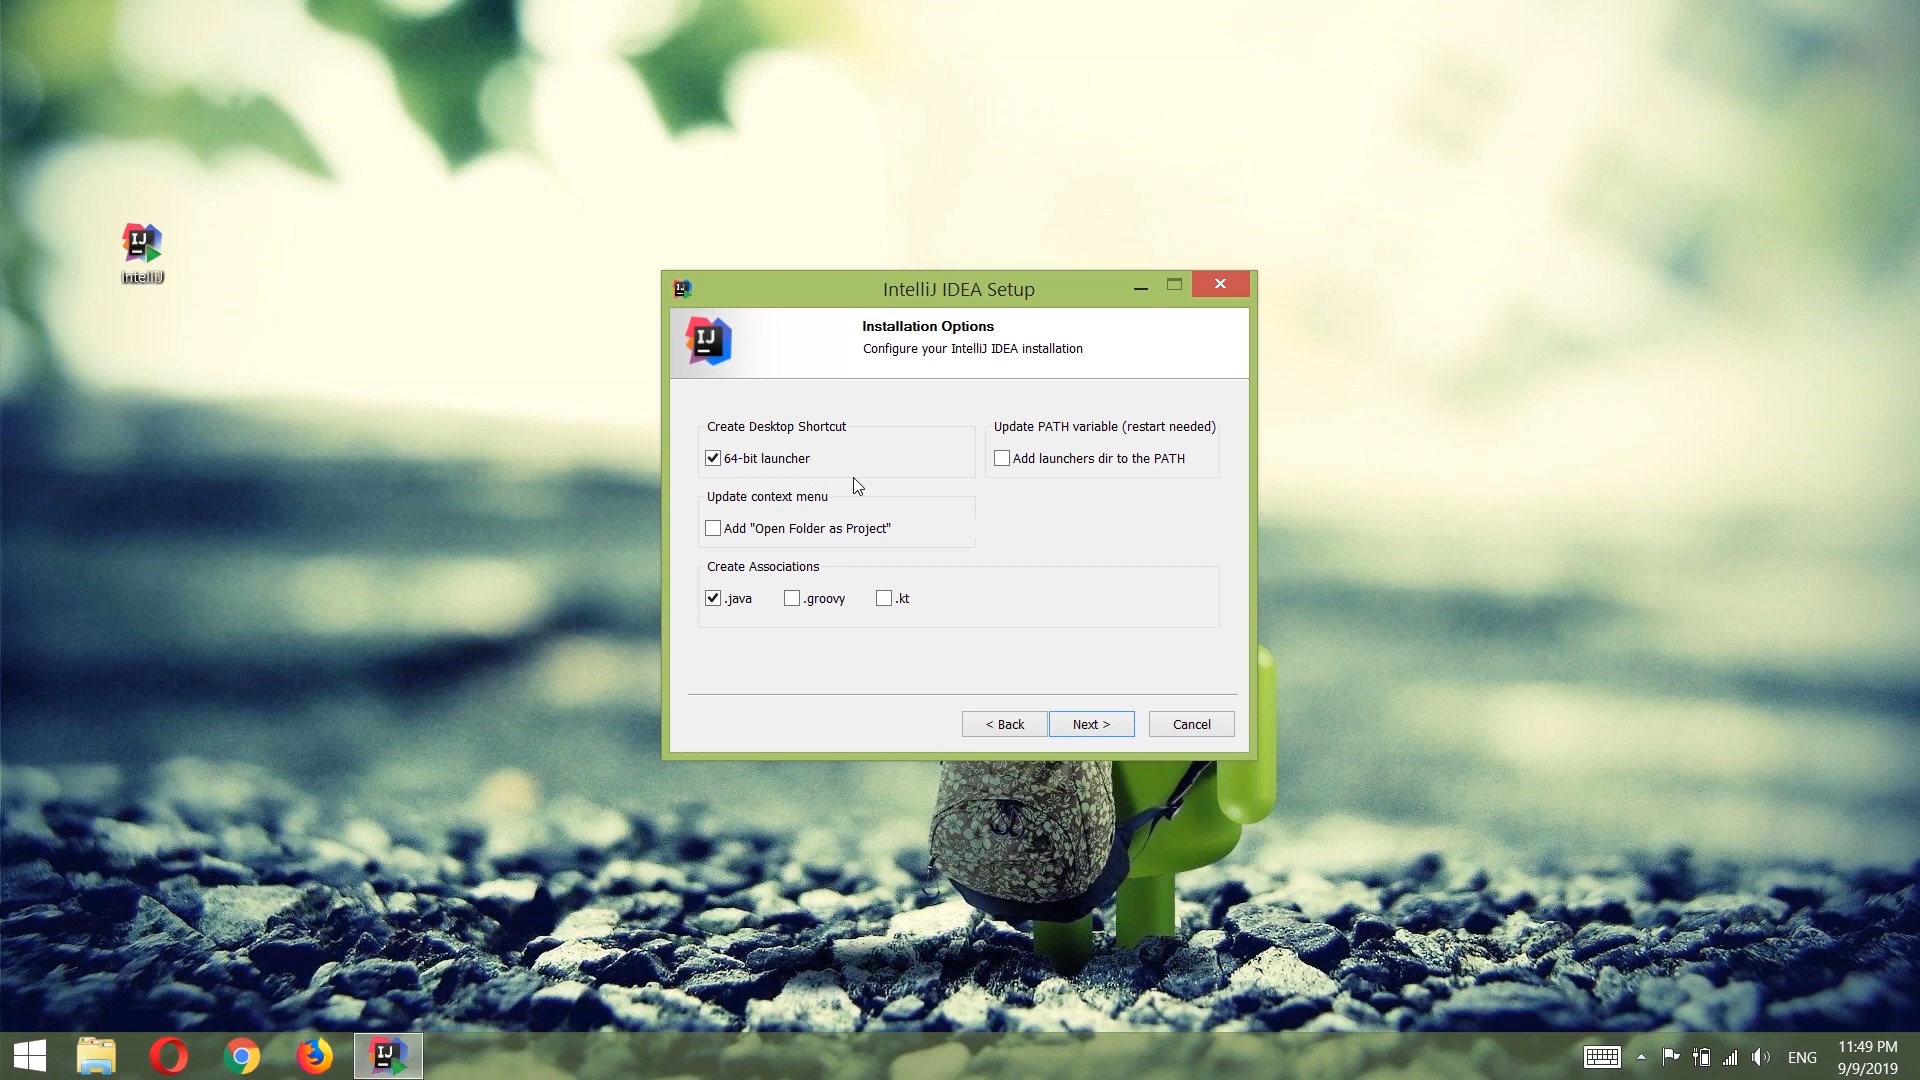 IntelliJ
IntelliJ IDEA Setup
IJ
Installation Options
Configure your IntelliJ IDEA installation
Create Desktop Shortcut
64-bit launcher
Update PATH variable (restart needed)
Add launchers dir to the PATH
Update context menu
Add "Open Folder as Project"
Create Associations
.java
.groovy
.kt
< Back
Next >
Cancel
IJ
ENG
11:49 PM
9/9/2019